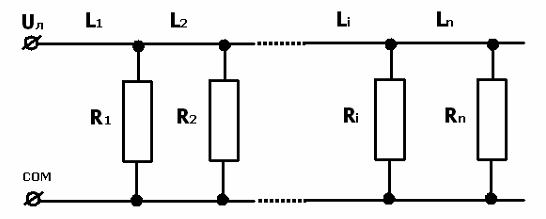 Uл L1 L2 Li Ln
R1 R2 Ri Rn
COM